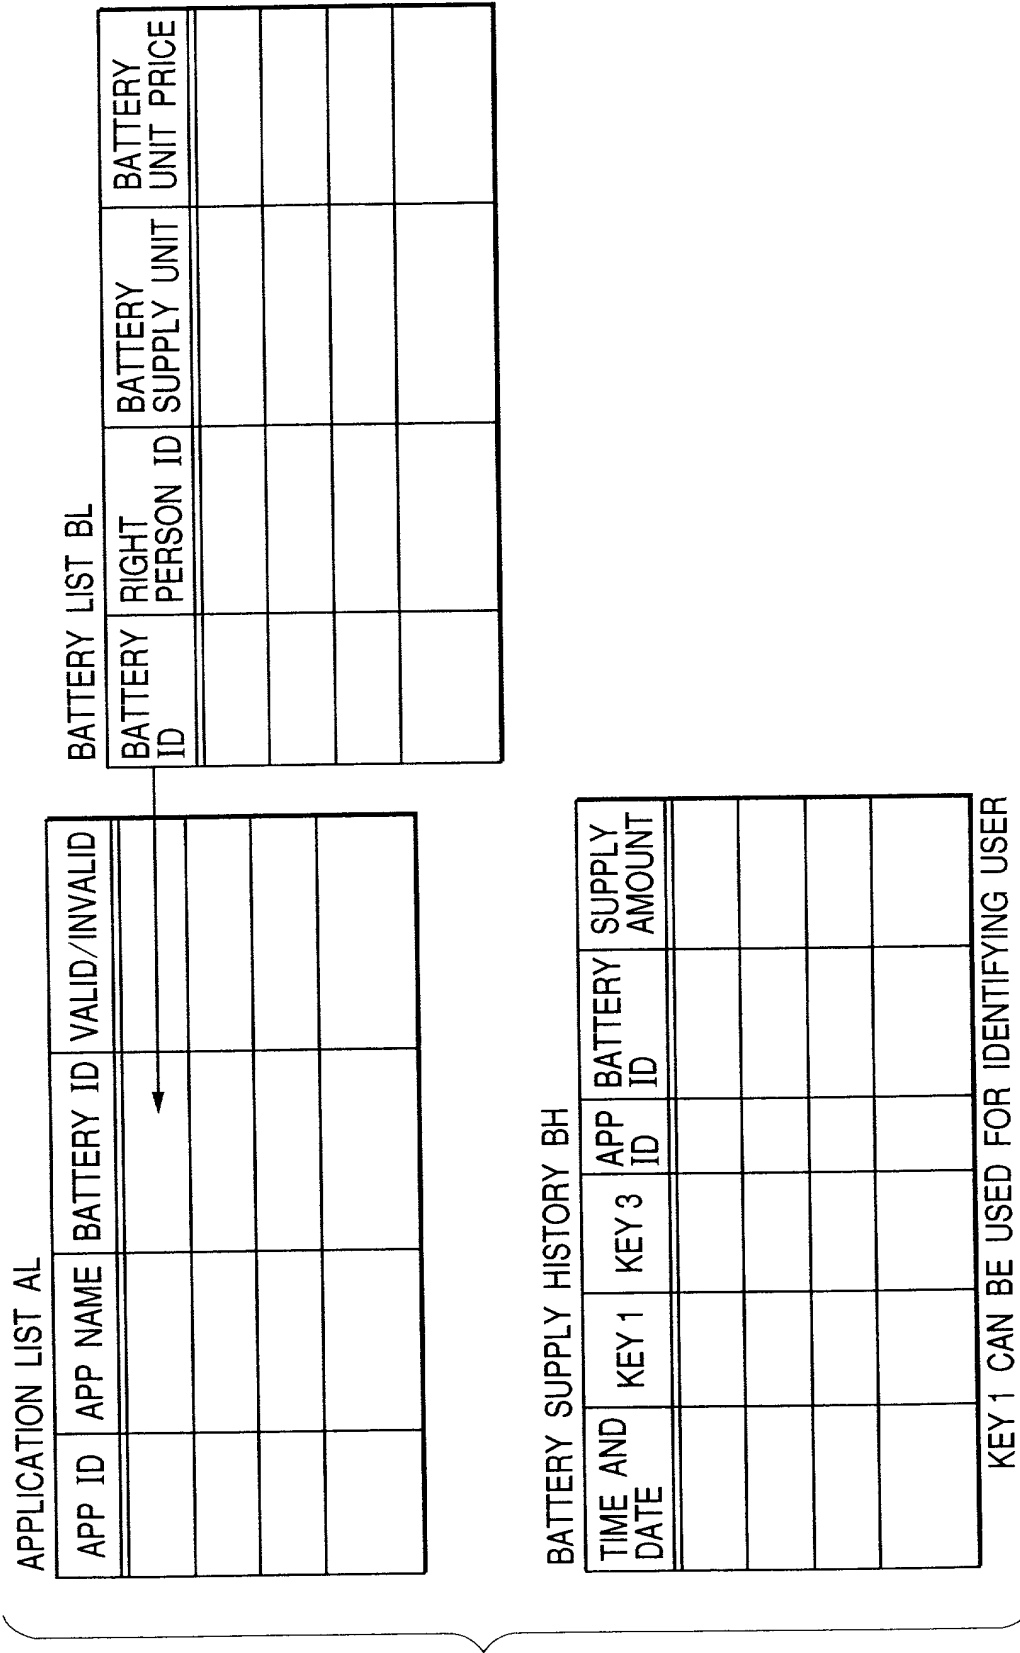 APPLICATION LIST AL
APP ID APP NAME BATTERY ID VALID/INVALID
BATTERY LIST BL
BATTERY
ID
RIGHT
PERSON ID
BATTERY
SUPPLY UNIT
BATTERY
UNIT PRICE
BATTERY SUPPLY HISTORY BH
TIME AND
DATE
KEY 1
KEY 3
APP
ID
BATTERY
ID
SUPPLY
AMOUNT
KEY 1 CAN BE USED FOR IDENTIFYING USER